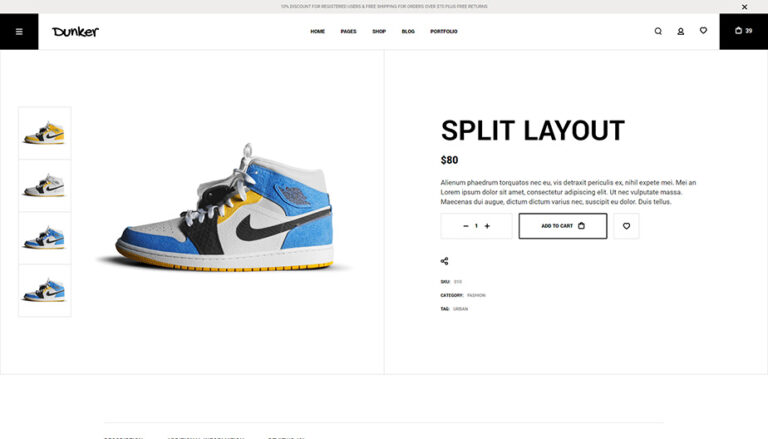 10% DISCOUNT FOR REGISTERED USERS & FREE SHIPPING FOR ORDERS OVER $75 PLUS FREE RETURNS
Dunker
HOME PAGES SHOP BLOG PORTFOLIO
39
SPLIT LAYOUT
$80
Alienum phaedrum torquatos nec eu, vis detraxit periculis ex, nihil expete mei. Mei an
Lorem ipsum dolor sit amet, consectetur adipiscing elit. Ut nec vulputate massa.
Maecenas dui augue, dictum dictum varius nec, suscipit eu dolor. Duis tellus.
− 1 +
ADD TO CART
SKU:
CATEGORY: FASHION
TAG: URBAN